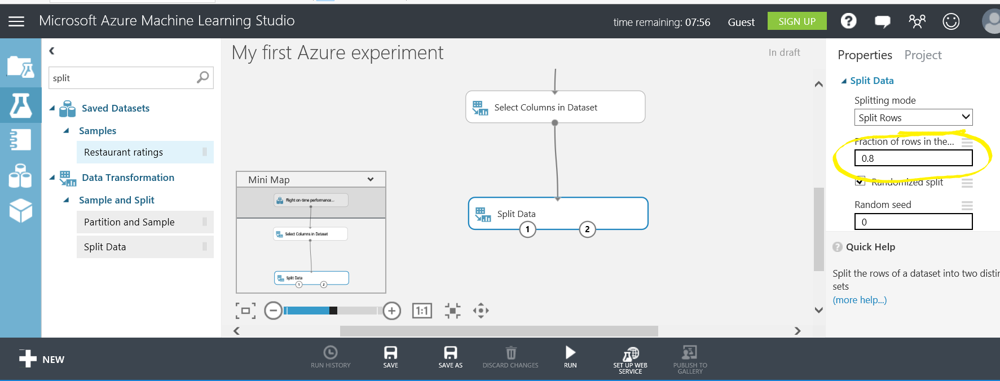 Microsoft Azure Machine Learning Studio
time remaining: 07:56
Guest
SIGN UP
?
split
Saved Datasets
Samples
Restaurant ratings
Data Transformation
Sample and Split
Partition and Sample
Split Data
My first Azure experiment
In draft
Select Columns in Dataset
Split Data
1
2
Mini Map
Flight on-time performance...
Select Columns in Dataset
Split Data
1
2
1:1
Properties
Project
Split Data
Splitting mode
Split Rows
Fraction of rows in the...
0.8
Randomized split
Random seed
0
? Quick Help
Split the rows of a dataset into two distin
sets
(more help...)
NEW
RUN HISTORY
SAVE
SAVE AS
DISCARD CHANGES
RUN
SET UP WEB
SERVICE
PUBLISH TO
GALLERY